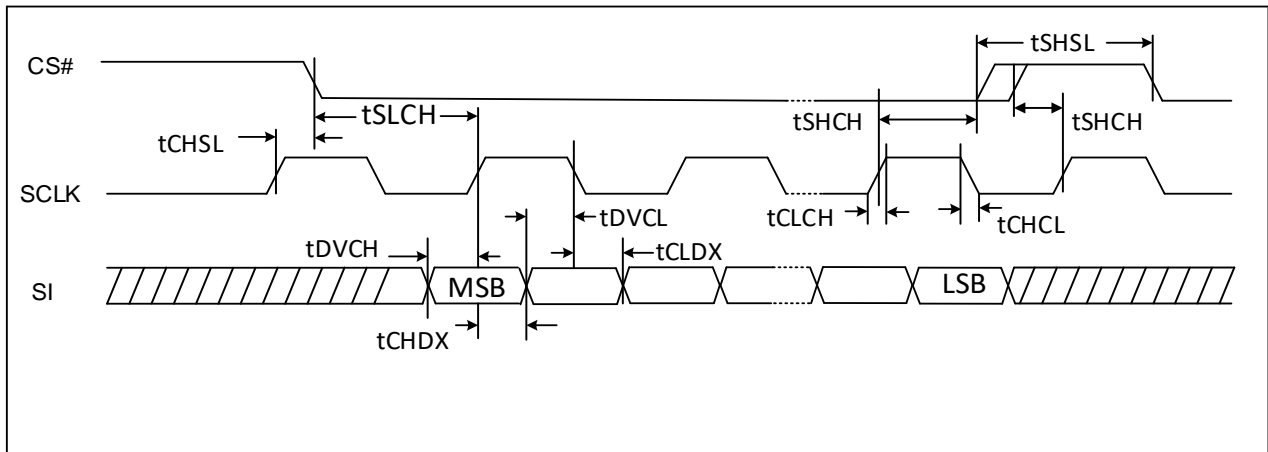 tSHSL
CS#
tSLCH
tSHCH
tSHCH
tCHSL
SCLK
tDVCL
tCLCH
tCHCL
tDVCH
tCLDX
SI
MSB
LSB
tCHDX